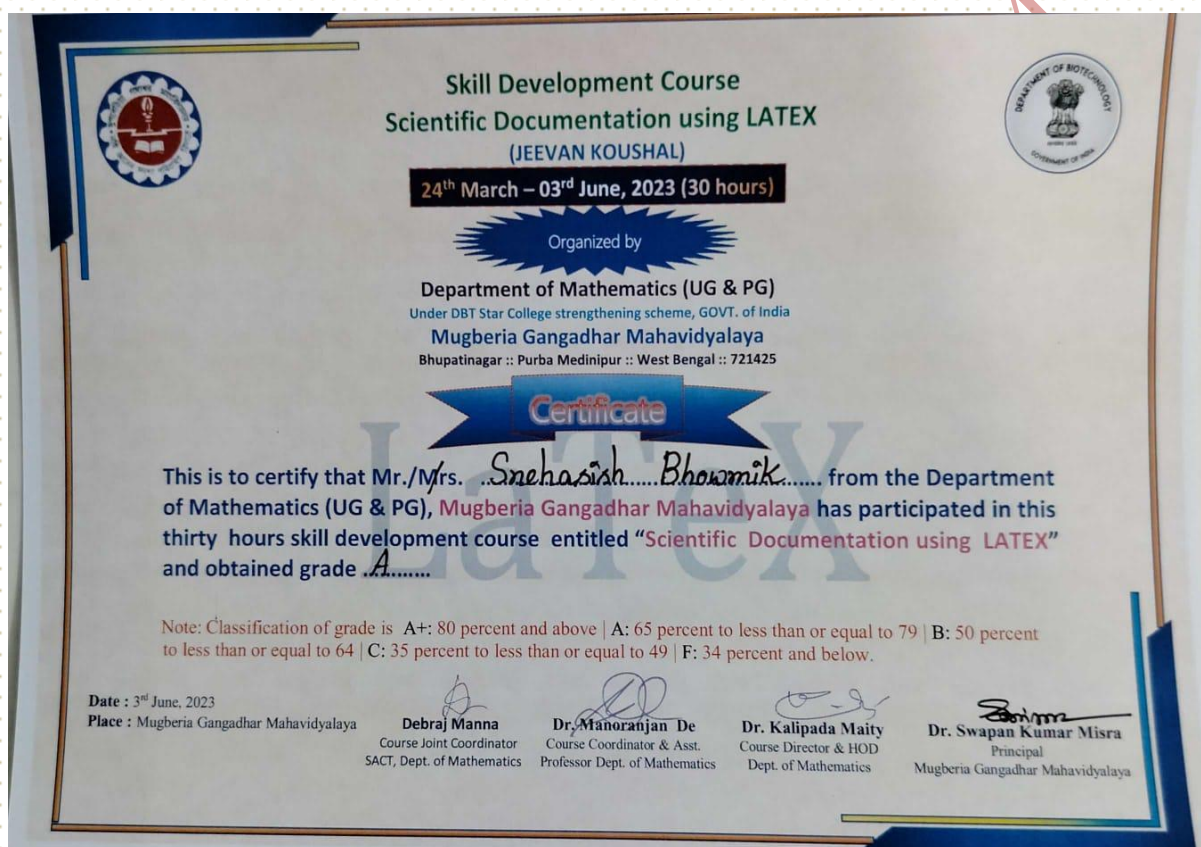 Skill Development Course
Scientific Documentation using LATEX
(JEEVAN KOUSHAL)
24th March – 03rd June, 2023 (30 hours)
Organized by
Department of Mathematics (UG & PG)
Under DBT Star College strengthening scheme, GOVT. of India
Mugberia Gangadhar Mahavidyalaya
Bhupatinagar :: Purba Medinipur :: West Bengal :: 721425
DEPARTMENT OF BIOTECHNOLOGY
GOVERNMENT OF INDIA
Certificate
LaTeX
This is to certify that Mr./Mrs. ..Snehasish.....Bhowmik...... from the Department
of Mathematics (UG & PG), Mugberia Gangadhar Mahavidyalaya has participated in this
thirty hours skill development course entitled “Scientific Documentation using LATEX”
and obtained grade ..A........
Note: Classification of grade is A+: 80 percent and above | A: 65 percent to less than or equal to 79 | B: 50 percent
to less than or equal to 64 | C: 35 percent to less than or equal to 49 | F: 34 percent and below.
Date : 3rd June, 2023
Place : Mugberia Gangadhar Mahavidyalaya
Debraj Manna
Course Joint Coordinator
SACT, Dept. of Mathematics
Dr. Manoranjan De
Course Coordinator & Asst.
Professor Dept. of Mathematics
Dr. Kalipada Maity
Course Director & HOD
Dept. of Mathematics
Dr. Swapan Kumar Misra
Principal
Mugberia Gangadhar Mahavidyalaya